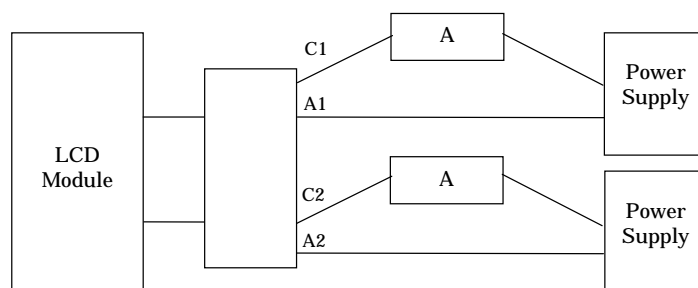 LCD
Module
C1
A
A1
Power
Supply
C2
A
A2
Power
Supply